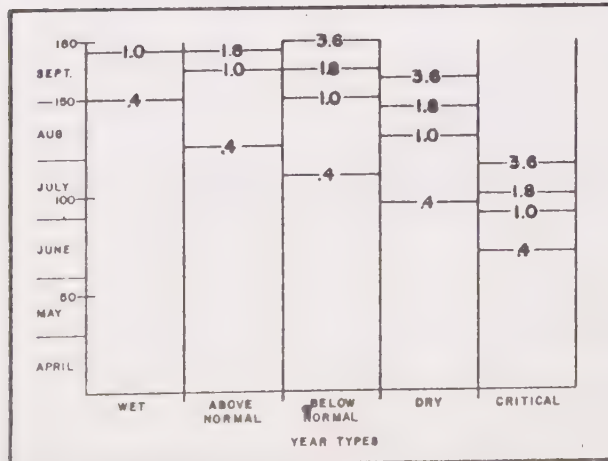 180
1.0 1.8 3.6
SEPT. 1.0 1.8 3.6
150 .4 1.0 1.8
AUG .4 1.0
.4 3.6
JULY 1.8
100 .4 1.0
JUNE .4
50
MAY
APRIL
WET ABOVE BELOW DRY CRITICAL
NORMAL NORMAL
YEAR TYPES